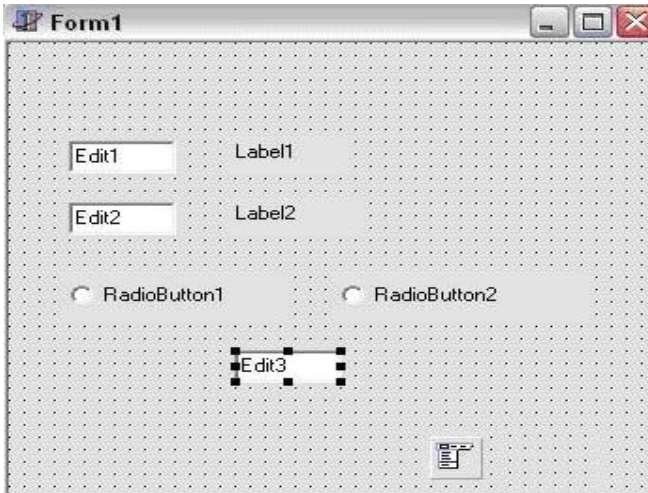 Form1
Edit1 Label1
Edit2 Label2
RadioButton1 RadioButton2
Edit3